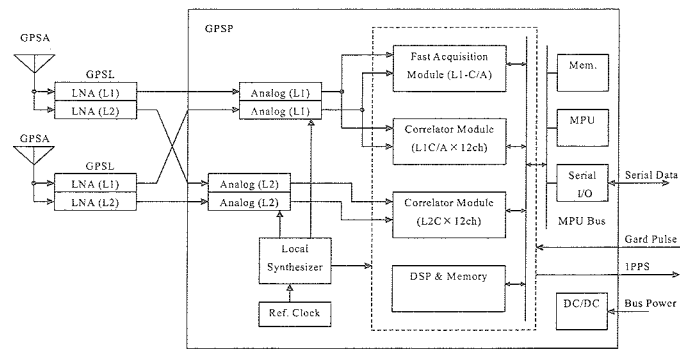 GPSP
GPSA
GPSL
LNA (L1)
LNA (L2)
GPSA
GPSL
LNA (L1)
LNA (L2)
Analog (L1)
Analog (L1)
Analog (L2)
Analog (L2)
Local
Synthesizer
Ref. Clock
Fast Acquisition
Module (L1-C/A)
Correlator Module
(L1C/A×12ch)
Correlator Module
(L2C×12ch)
DSP & Memory
Mem.
MPU
Serial
I/O
MPU Bus
DC/DC
Serial Data
Gard Pulse
1PPS
Bus Power